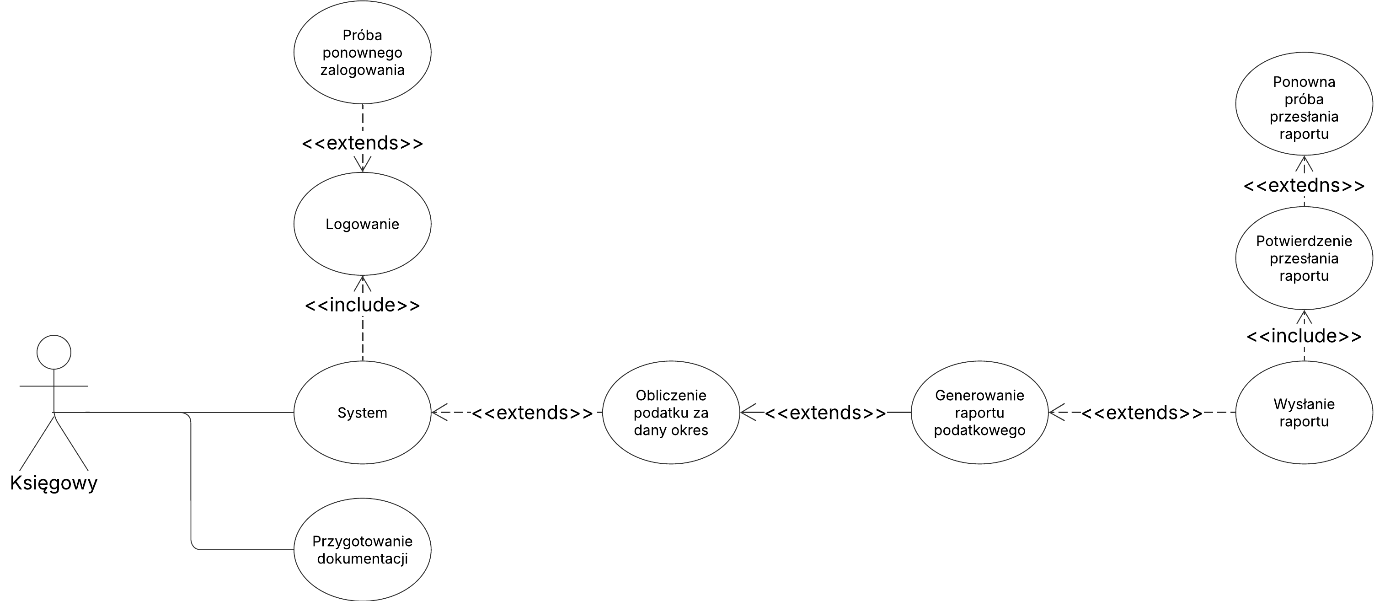 Próba
ponownego
zalogowania
<<extends>>
Logowanie
<<include>>
System
Księgowy
Przygotowanie
dokumentacji
<<extends>>
Obliczenie
podatku za
dany okres
<<extends>>
Generowanie
raportu
podatkowego
<<extends>>
Wysłanie
raportu
<<include>>
Potwierdzenie
przesłania
raportu
<<extedns>>
Ponowna
próba
przesłania
raportu